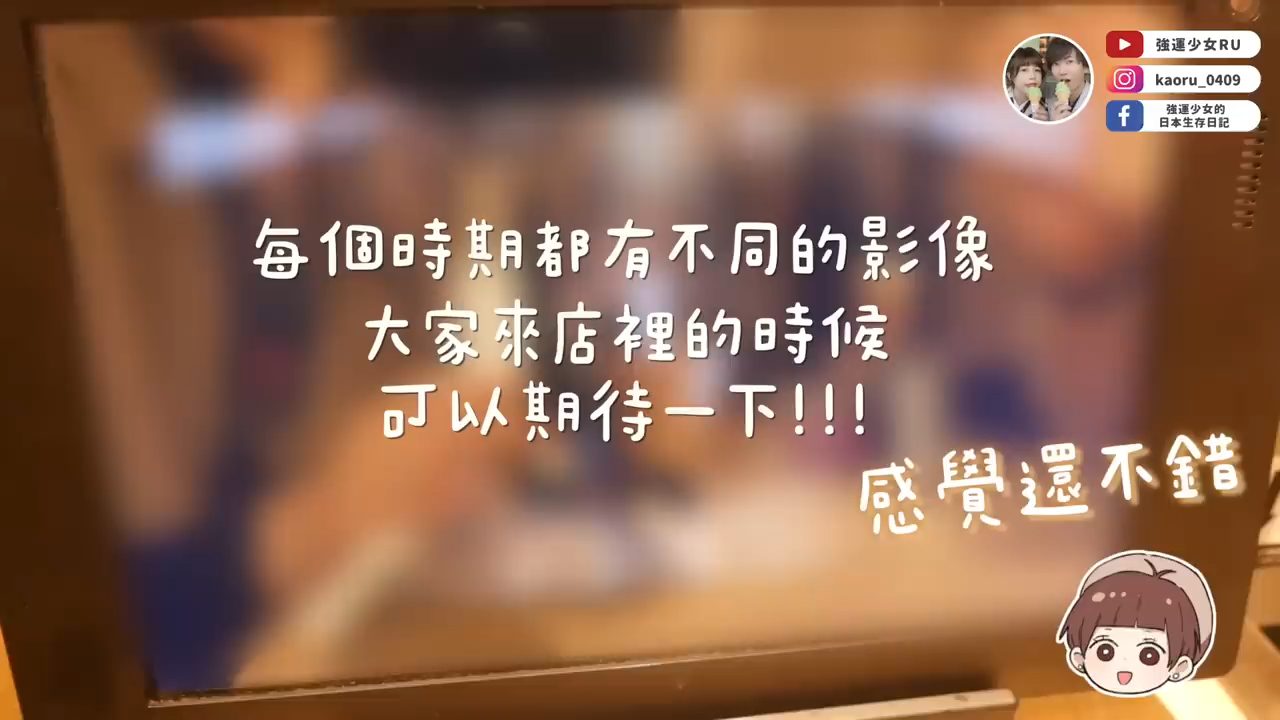 強運少女RU
kaoru_0409
強運少女的
日本生存日記
每個時期都有不同的影像
大家來店裡的時候
可以期待一下!!!
感覺還不錯